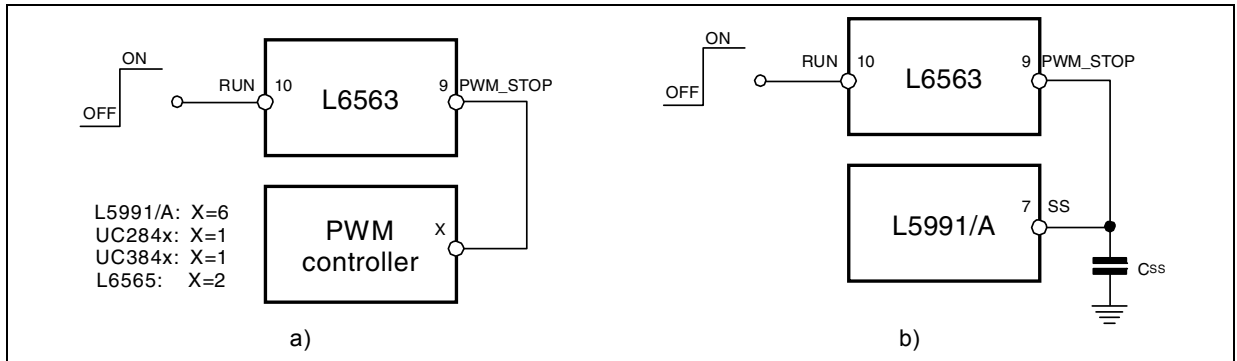 ON
OFF
RUN
10
L6563
9
PWM_STOP
L5991/A: X=6
UC284x: X=1
UC384x: X=1
L6565: X=2
PWM
controller
X
a)
ON
OFF
RUN
10
L6563
9
PWM_STOP
L5991/A
7
SS
Css
b)